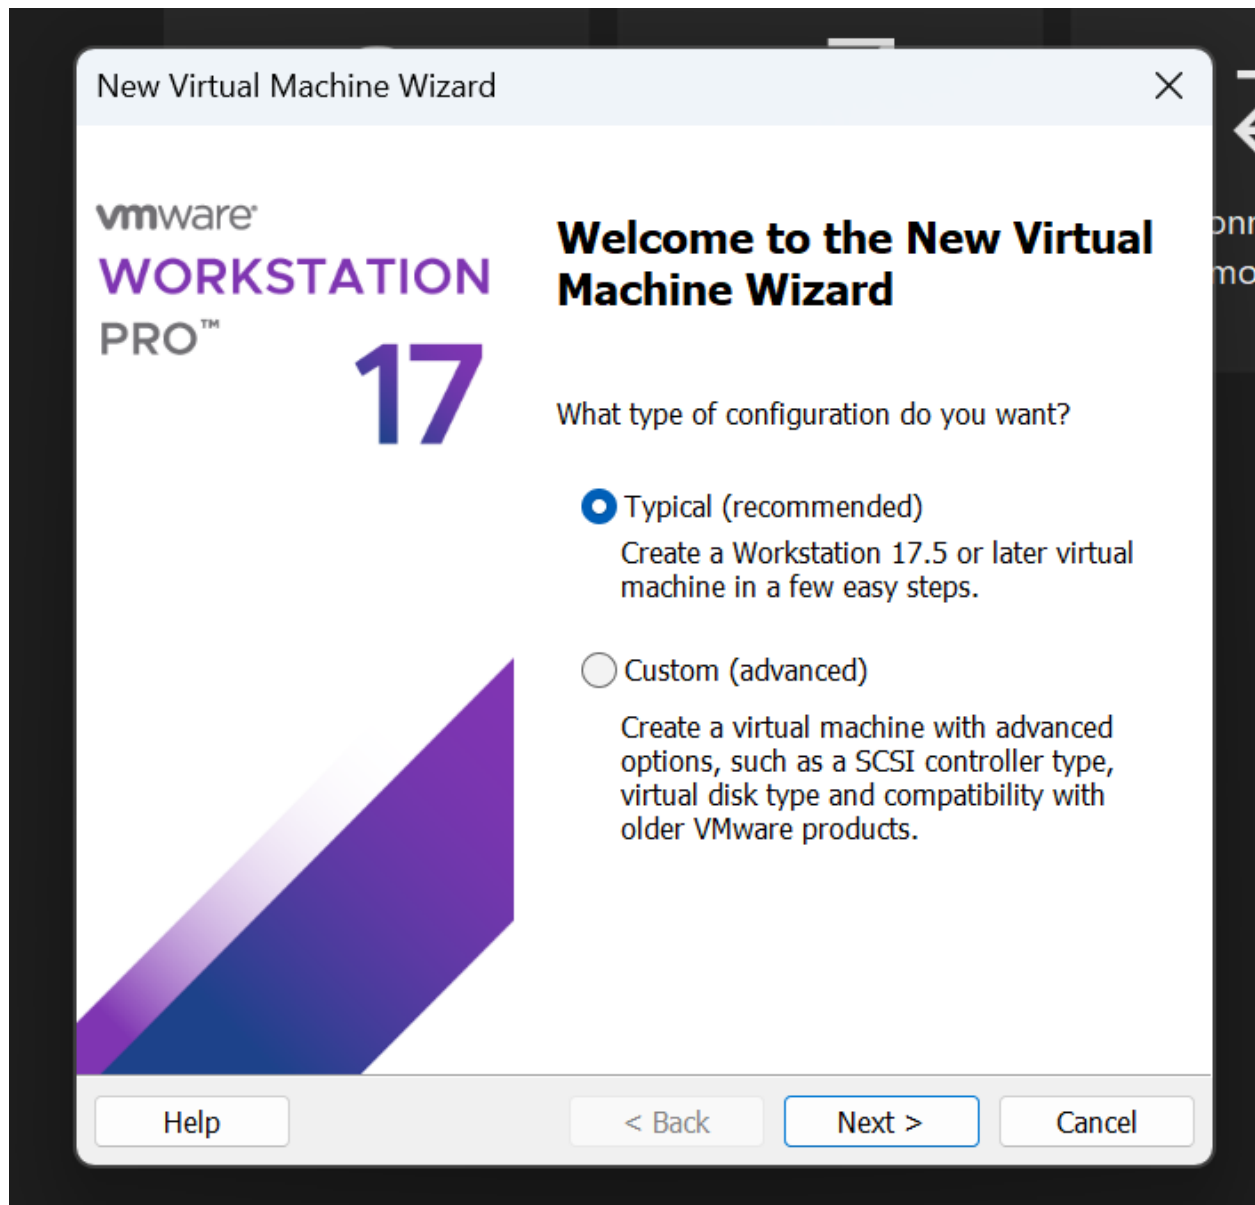 New Virtual Machine Wizard
vmware®
WORKSTATION
PRO™
17
Welcome to the New Virtual
Machine Wizard
What type of configuration do you want?
Typical (recommended)
Create a Workstation 17.5 or later virtual
machine in a few easy steps.
Custom (advanced)
Create a virtual machine with advanced
options, such as a SCSI controller type,
virtual disk type and compatibility with
older VMware products.
Help
< Back
Next >
Cancel